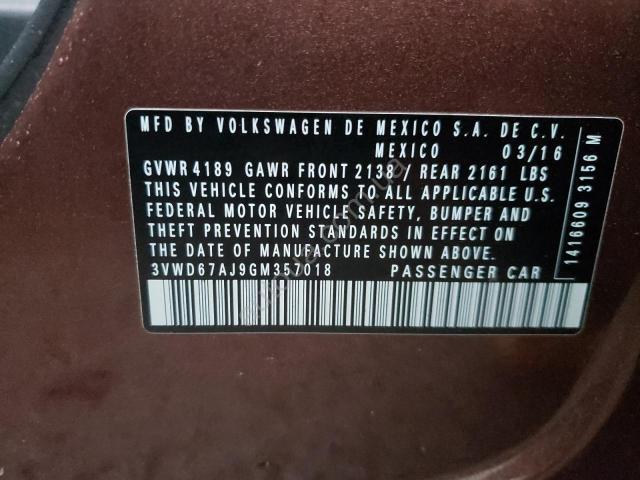 MFD BY VOLKSWAGEN DE MEXICO S.A. DE C.V.
MEXICO 03/16
GVWR 4189 GAWR FRONT 2138 / REAR 2161 LBS
THIS VEHICLE CONFORMS TO ALL APPLICABLE U.S.
FEDERAL MOTOR VEHICLE SAFETY, BUMPER AND
THEFT PREVENTION STANDARDS IN EFFECT ON
THE DATE OF MANUFACTURE SHOWN ABOVE.
3VWD67AJ9GM357018 PASSENGER CAR
1416609 3T56 M